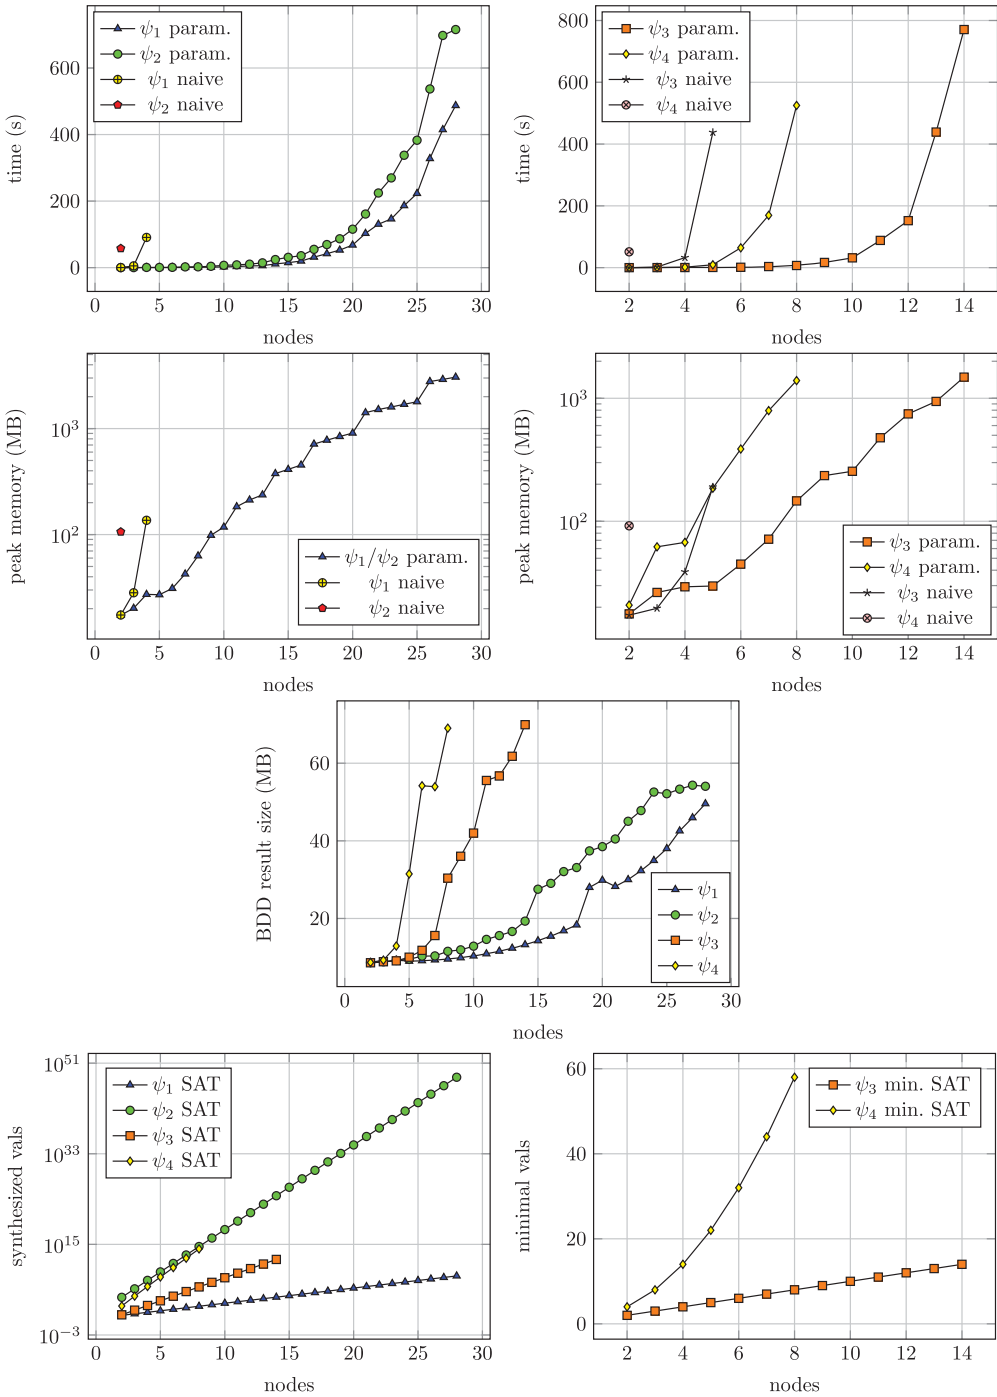 ψ1 param.
ψ2 param.
ψ1 naive
ψ2 naive
time (s)
600
400
200
0
0 5 10 15 20 25 30
nodes
ψ3 param.
ψ4 param.
ψ3 naive
ψ4 naive
time (s)
800
600
400
200
0
2 4 6 8 10 12 14
nodes
peak memory (MB)
10^3
10^2
ψ1/ψ2 param.
ψ1 naive
ψ2 naive
0 5 10 15 20 25 30
nodes
peak memory (MB)
10^3
10^2
ψ3 param.
ψ4 param.
ψ3 naive
ψ4 naive
2 4 6 8 10 12 14
nodes
BDD result size (MB)
60
40
20
ψ1
ψ2
ψ3
ψ4
0 5 10 15 20 25 30
nodes
synthesized vals
10^51
10^33
10^15
10^−3
ψ1 SAT
ψ2 SAT
ψ3 SAT
ψ4 SAT
0 5 10 15 20 25 30
nodes
minimal vals
60
40
20
0
ψ3 min. SAT
ψ4 min. SAT
2 4 6 8 10 12 14
nodes